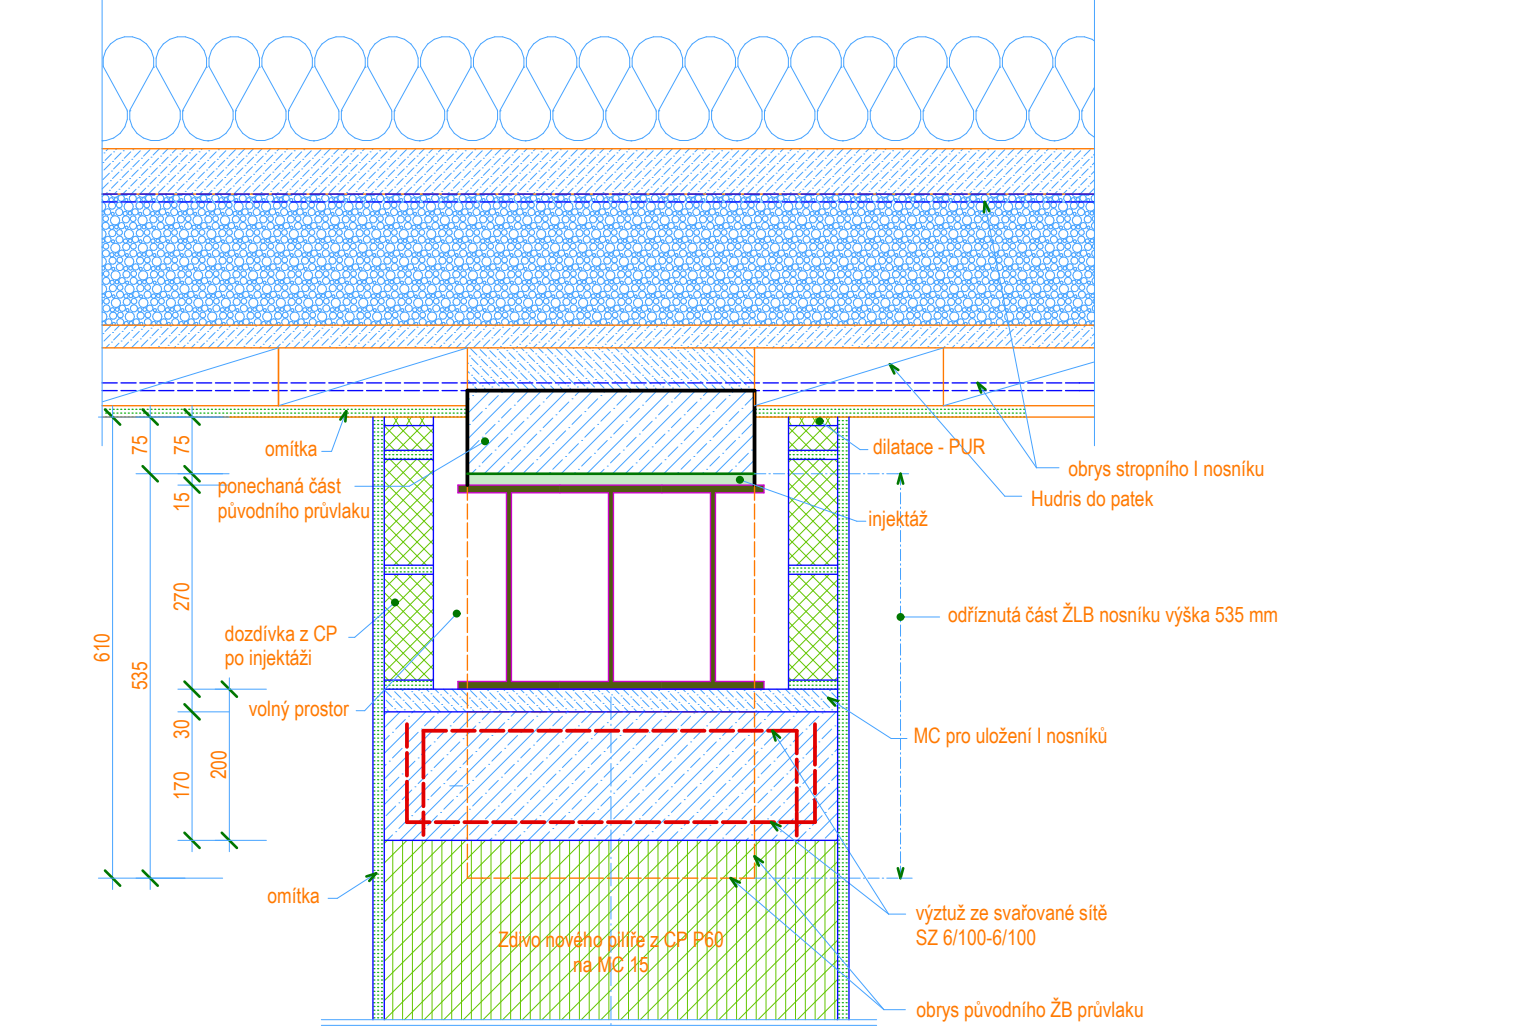 75
75
15
270
610
535
30
170
200
omítka
ponechaná část
původního průvlaku
dozdívka z CP
po injektáži
volný prostor
omítka
dilatace - PUR
obrys stropního I nosníku
Hudris do patek
injektáž
odříznutá část ŽLB nosníku výška 535 mm
MC pro uložení I nosníků
výztuž ze svařované sítě
SZ 6/100-6/100
Zdivo nového pilíře z CP P60
na MC 15
obrys původního ŽB průvlaku